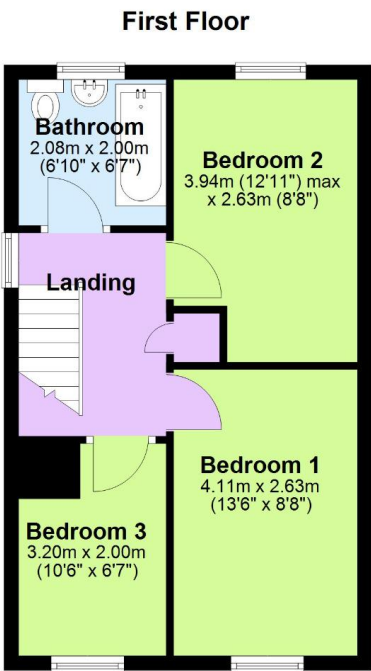 First Floor
Bathroom
2.08m x 2.00m
(6'10" x 6'7")
Bedroom 2
3.94m (12'11") max
x 2.63m (8'8")
Landing
Bedroom 1
4.11m x 2.63m
(13'6" x 8'8")
Bedroom 3
3.20m x 2.00m
(10'6" x 6'7")